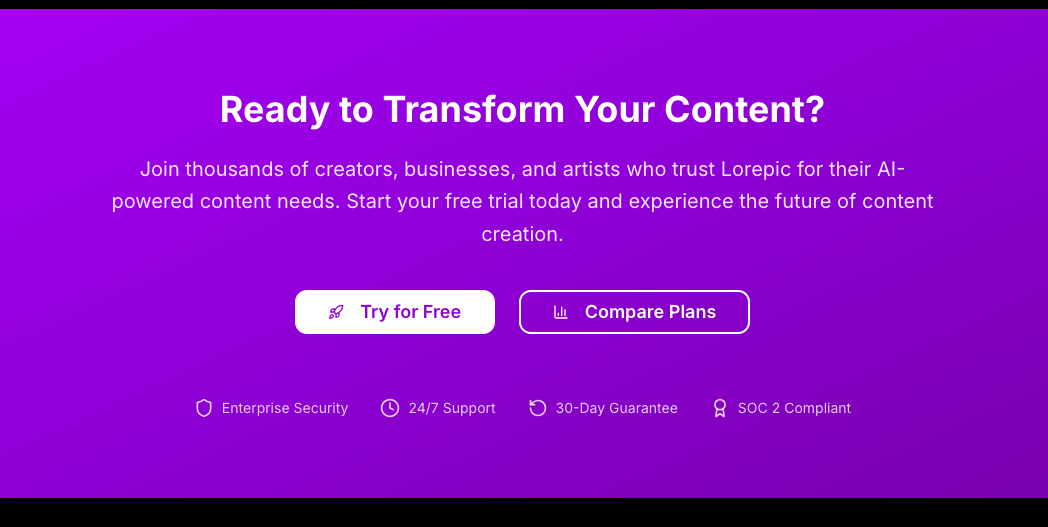 Ready to Transform Your Content?
Join thousands of creators, businesses, and artists who trust Lorepic for their AI-
powered content needs. Start your free trial today and experience the future of content
creation.
Try for Free
Compare Plans
Enterprise Security
24/7 Support
30-Day Guarantee
SOC 2 Compliant